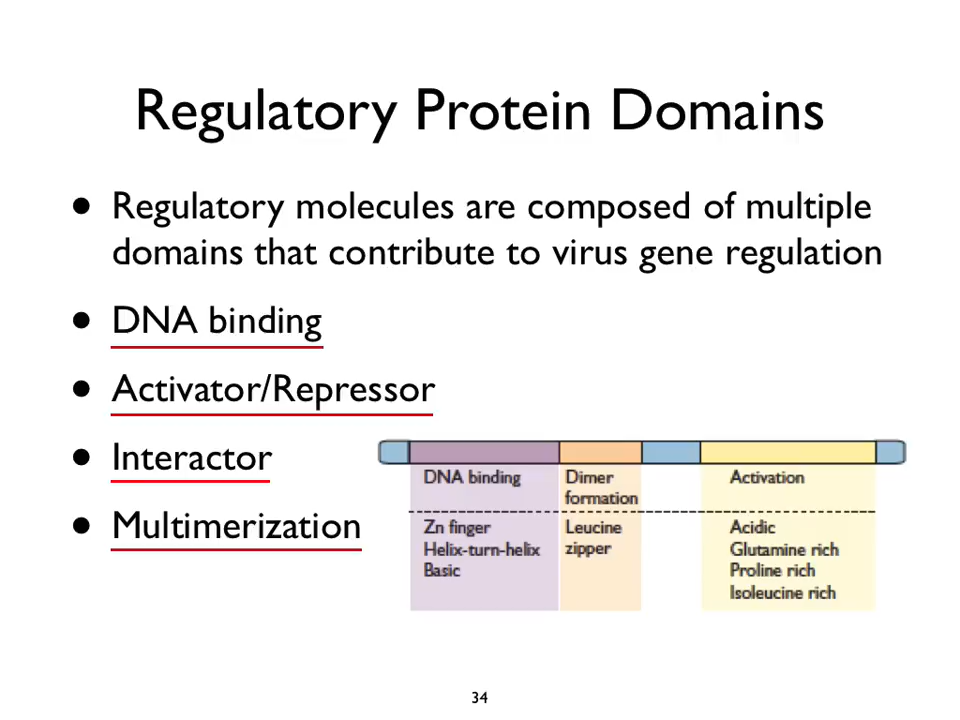 Regulatory Protein Domains
• Regulatory molecules are composed of multiple
domains that contribute to virus gene regulation
• DNA binding
• Activator/Repressor
• Interactor
• Multimerization
DNA binding
Zn finger
Helix-turn-helix
Basic
Dimer
formation
Leucine
zipper
Activation
Acidic
Glutamine rich
Proline rich
Isoleucine rich
34